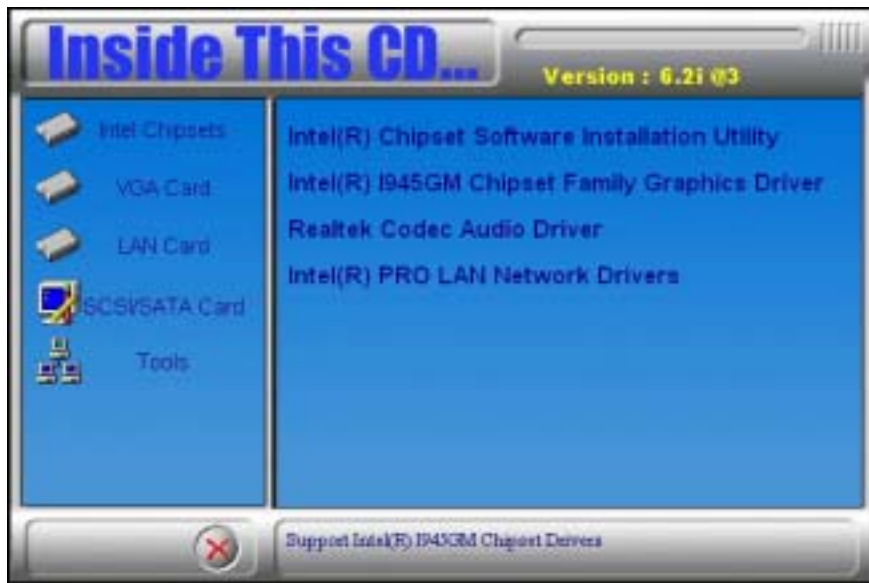 Inside This CD...
Version : 6.2i @3
Intel Chipsets
VGA Card
LAN Card
SCSI/SATA Card
Tools
Intel(R) Chipset Software Installation Utility
Intel(R) I945GM Chipset Family Graphics Driver
Realtek Codec Audio Driver
Intel(R) PRO LAN Network Drivers
Support Intel(R) I945GM Chipset Drivers